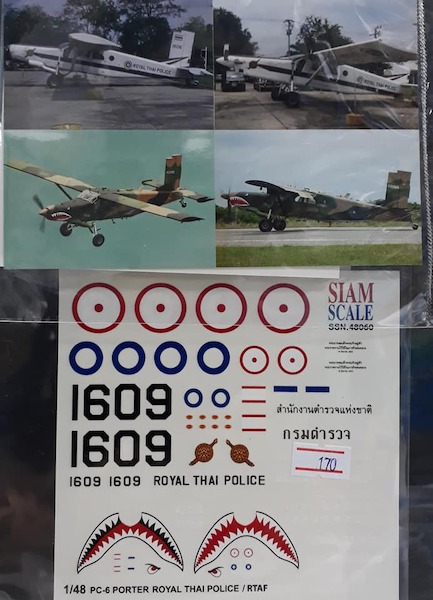 ROYAL THAI POLICE
ROYAL THAI POLICE
SIAM
SCALE
SSN.48060
1609
สำนักงานตำรวจแห่งชาติ
1609
กรมตำรวจ
170
1609 1609 ROYAL THAI POLICE
1/48 PC-6 PORTER ROYAL THAI POLICE / RTAF